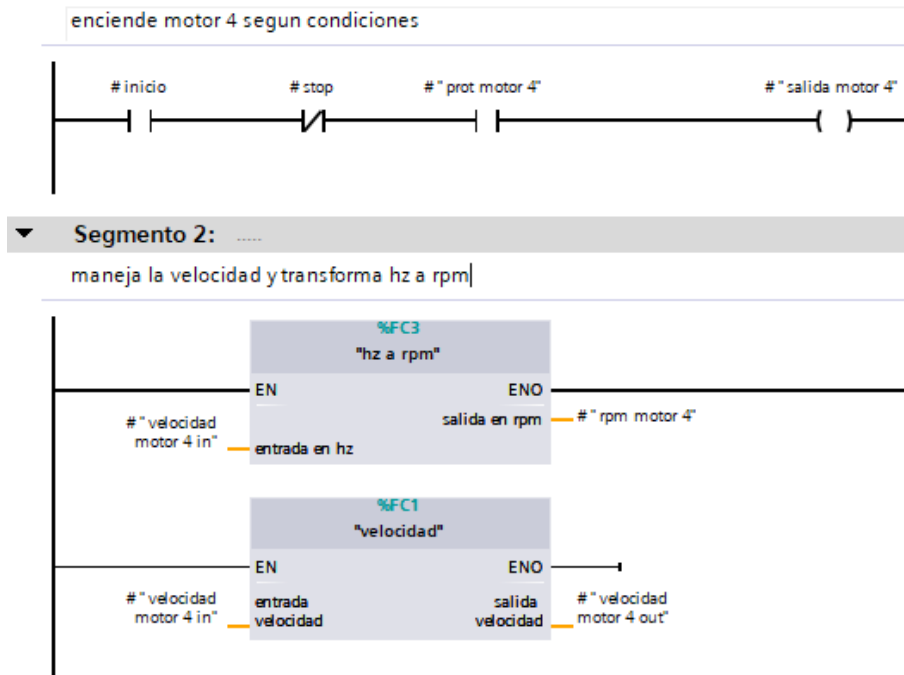 enciende motor 4 segun condiciones
#inicio #stop #"prot motor 4" #"salida motor 4"
Segmento 2: .....
maneja la velocidad y transforma hz a rpm
%FC3
"hz a rpm"
EN ENO
#"velocidad
motor 4 in"
entrada en hz
salida en rpm
#"rpm motor 4"
%FC1
"velocidad"
EN ENO
#"velocidad
motor 4 in"
entrada
velocidad
salida
velocidad
#"velocidad
motor 4 out"